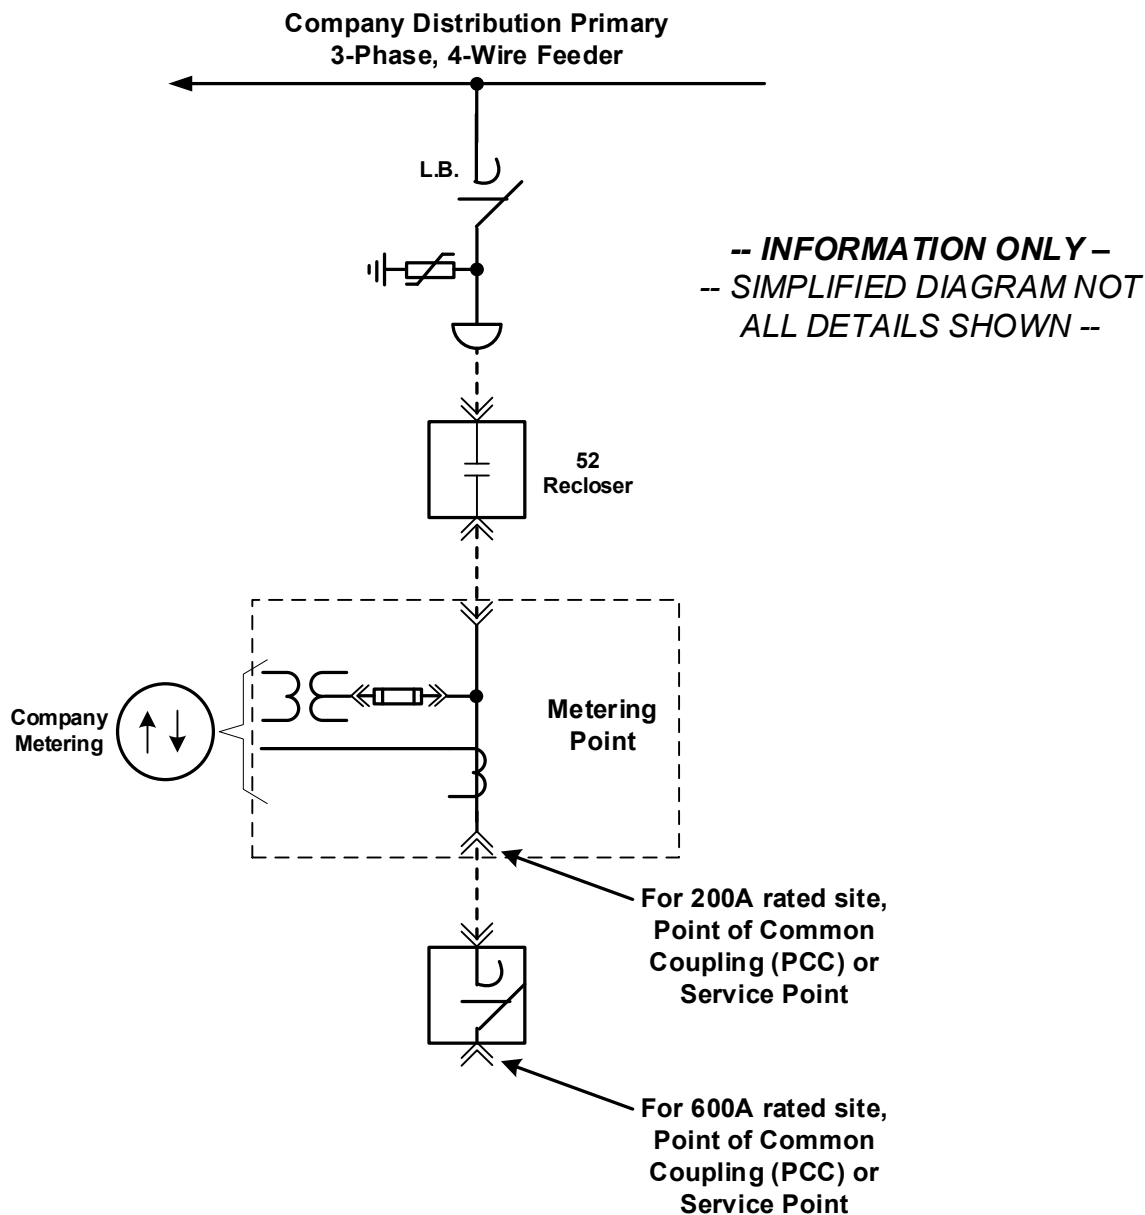 Company Distribution Primary
3-Phase, 4-Wire Feeder
L.B.
-- INFORMATION ONLY –
-- SIMPLIFIED DIAGRAM NOT
ALL DETAILS SHOWN --
52
Recloser
Company
Metering
Metering
Point
For 200A rated site,
Point of Common
Coupling (PCC) or
Service Point
For 600A rated site,
Point of Common
Coupling (PCC) or
Service Point